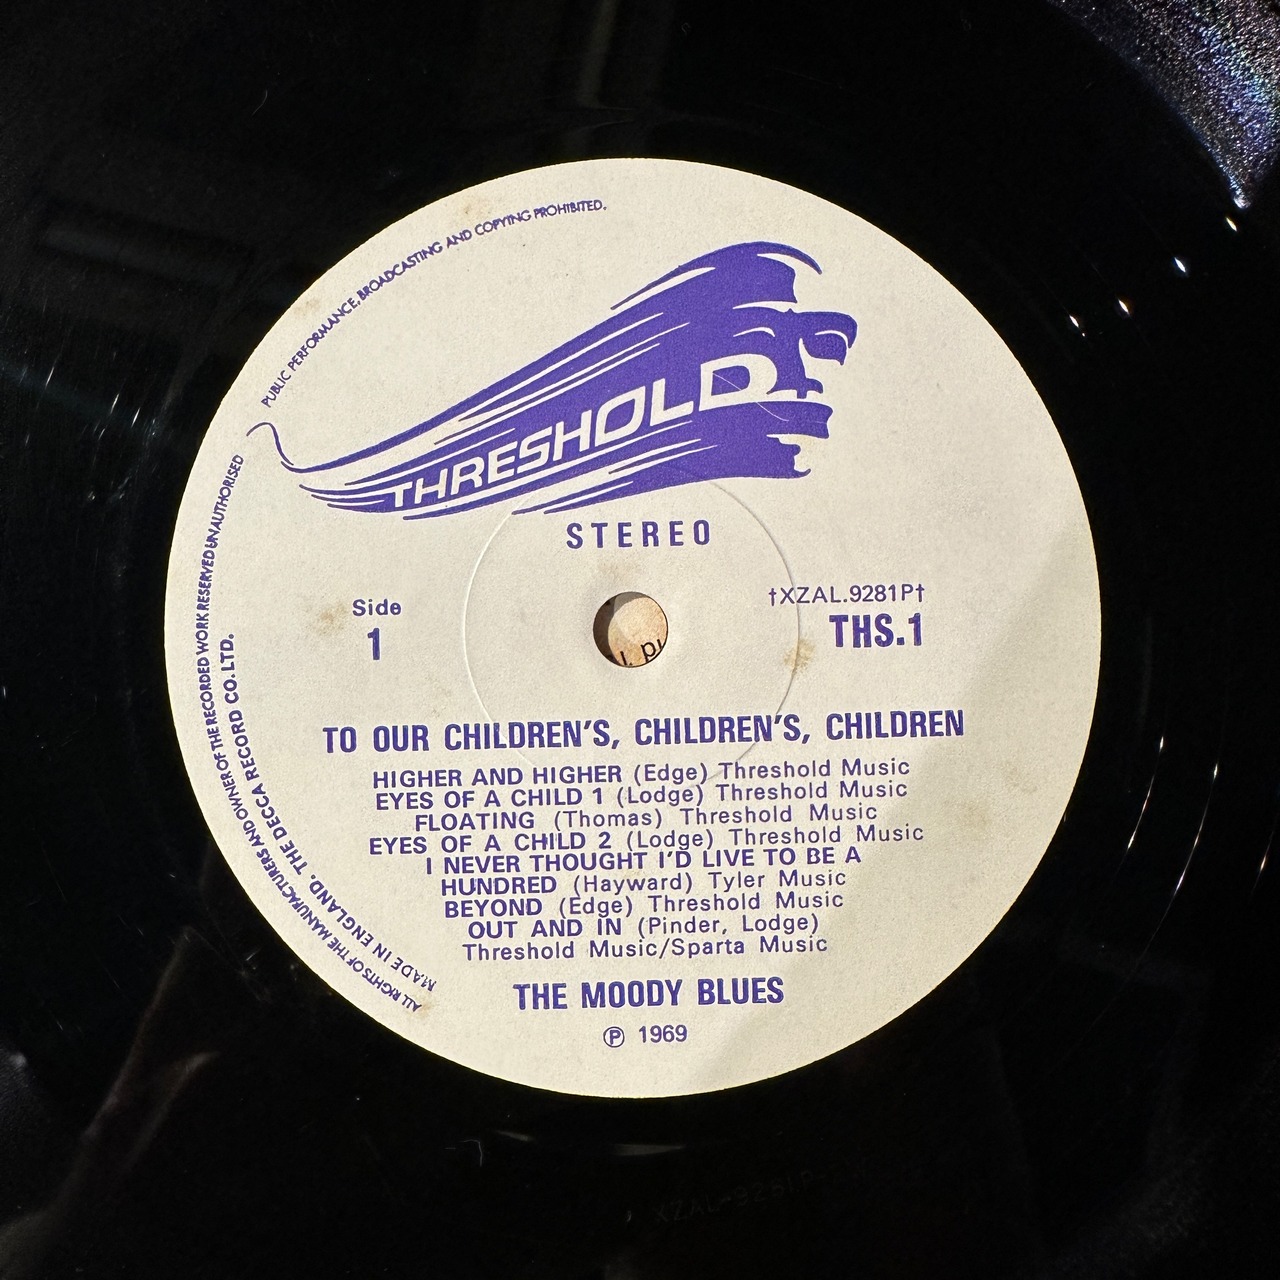 PUBLIC PERFORMANCE, BROADCASTING AND COPYING PROHIBITED.
THRESHOLD
STEREO
Side
1
†XZAL.9281P†
THS.1
TO OUR CHILDREN'S, CHILDREN'S, CHILDREN
HIGHER AND HIGHER (Edge) Threshold Music
EYES OF A CHILD 1 (Lodge) Threshold Music
FLOATING (Thomas) Threshold Music
EYES OF A CHILD 2 (Lodge) Threshold Music
I NEVER THOUGHT I'D LIVE TO BE A
HUNDRED (Hayward) Tyler Music
BEYOND (Edge) Threshold Music
OUT AND IN (Pinder, Lodge)
Threshold Music/Sparta Music
THE MOODY BLUES
℗ 1969
ALL RIGHTS OF THE MANUFACTURERS AND OWNER OF THE RECORDED WORK RESERVED UNAUTHORISED
MADE IN ENGLAND. THE DECCA RECORD CO. LTD.